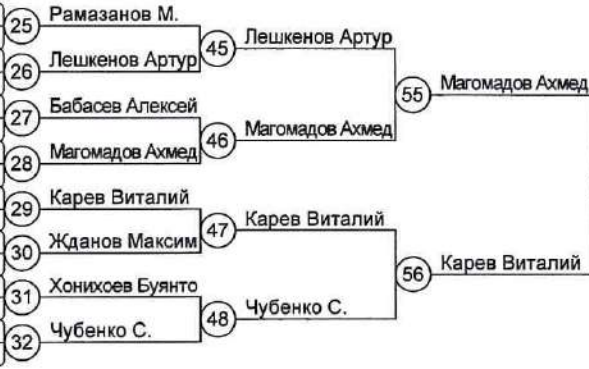 25 Рамазанов М.
45 Лешкенов Артур
26 Лешкенов Артур
55 Магомадов Ахмед
27 Бабасев Алексей
46 Магомадов Ахмед
28 Магомадов Ахмед
29 Карев Виталий
47 Карев Виталий
30 Жданов Максим
56 Карев Виталий
31 Хонихоев Буянто
48 Чубенко С.
32 Чубенко С.